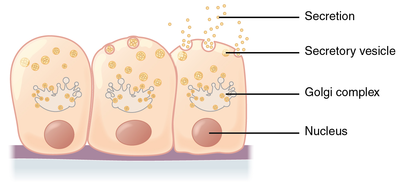 Secretion
Secretory vesicle
Golgi complex
Nucleus